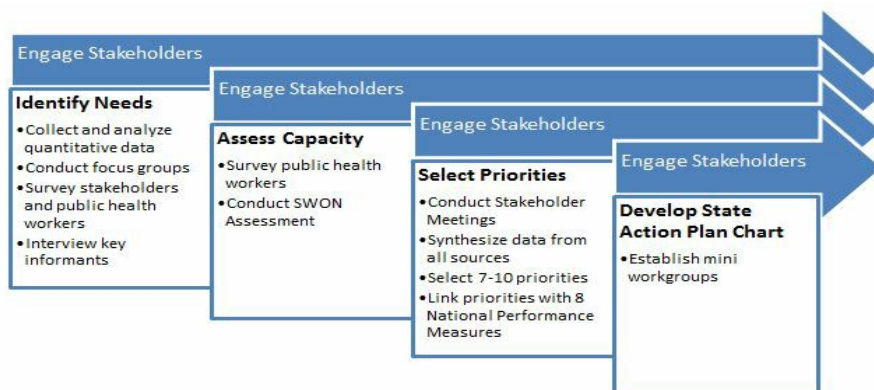 Engage Stakeholders
Identify Needs
•Collect and analyze
quantitative data
•Conduct focus groups
•Survey stakeholders
and public health
workers
•Interview key
informants
Engage Stakeholders
Assess Capacity
•Survey public health
workers
•Conduct SWON
Assessment
Engage Stakeholders
Select Priorities
•Conduct Stakeholder
Meetings
•Synthesize data from
all sources
•Select 7-10 priorities
•Link priorities with 8
National Performance
Measures
Engage Stakeholders
Develop State
Action Plan Chart
•Establish mini
workgroups